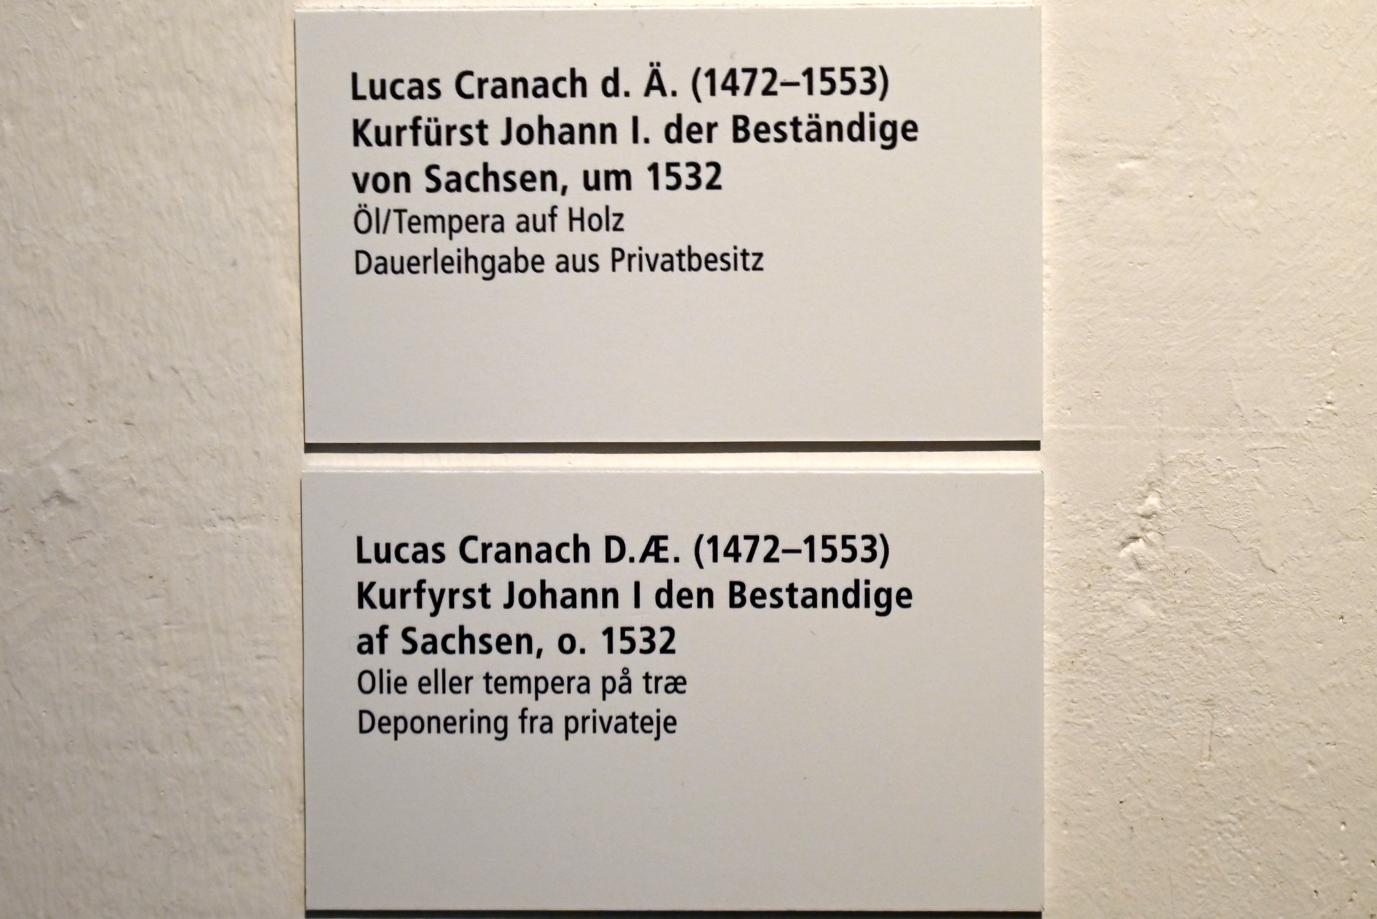 Lucas Cranach d. Ä. (1472–1553)
Kurfürst Johann I. der Beständige
von Sachsen, um 1532
Öl/Tempera auf Holz
Dauerleihgabe aus Privatbesitz
Lucas Cranach D.Æ. (1472–1553)
Kurfyrst Johann I den Bestandige
af Sachsen, o. 1532
Olie eller tempera på træ
Deponering fra privateje